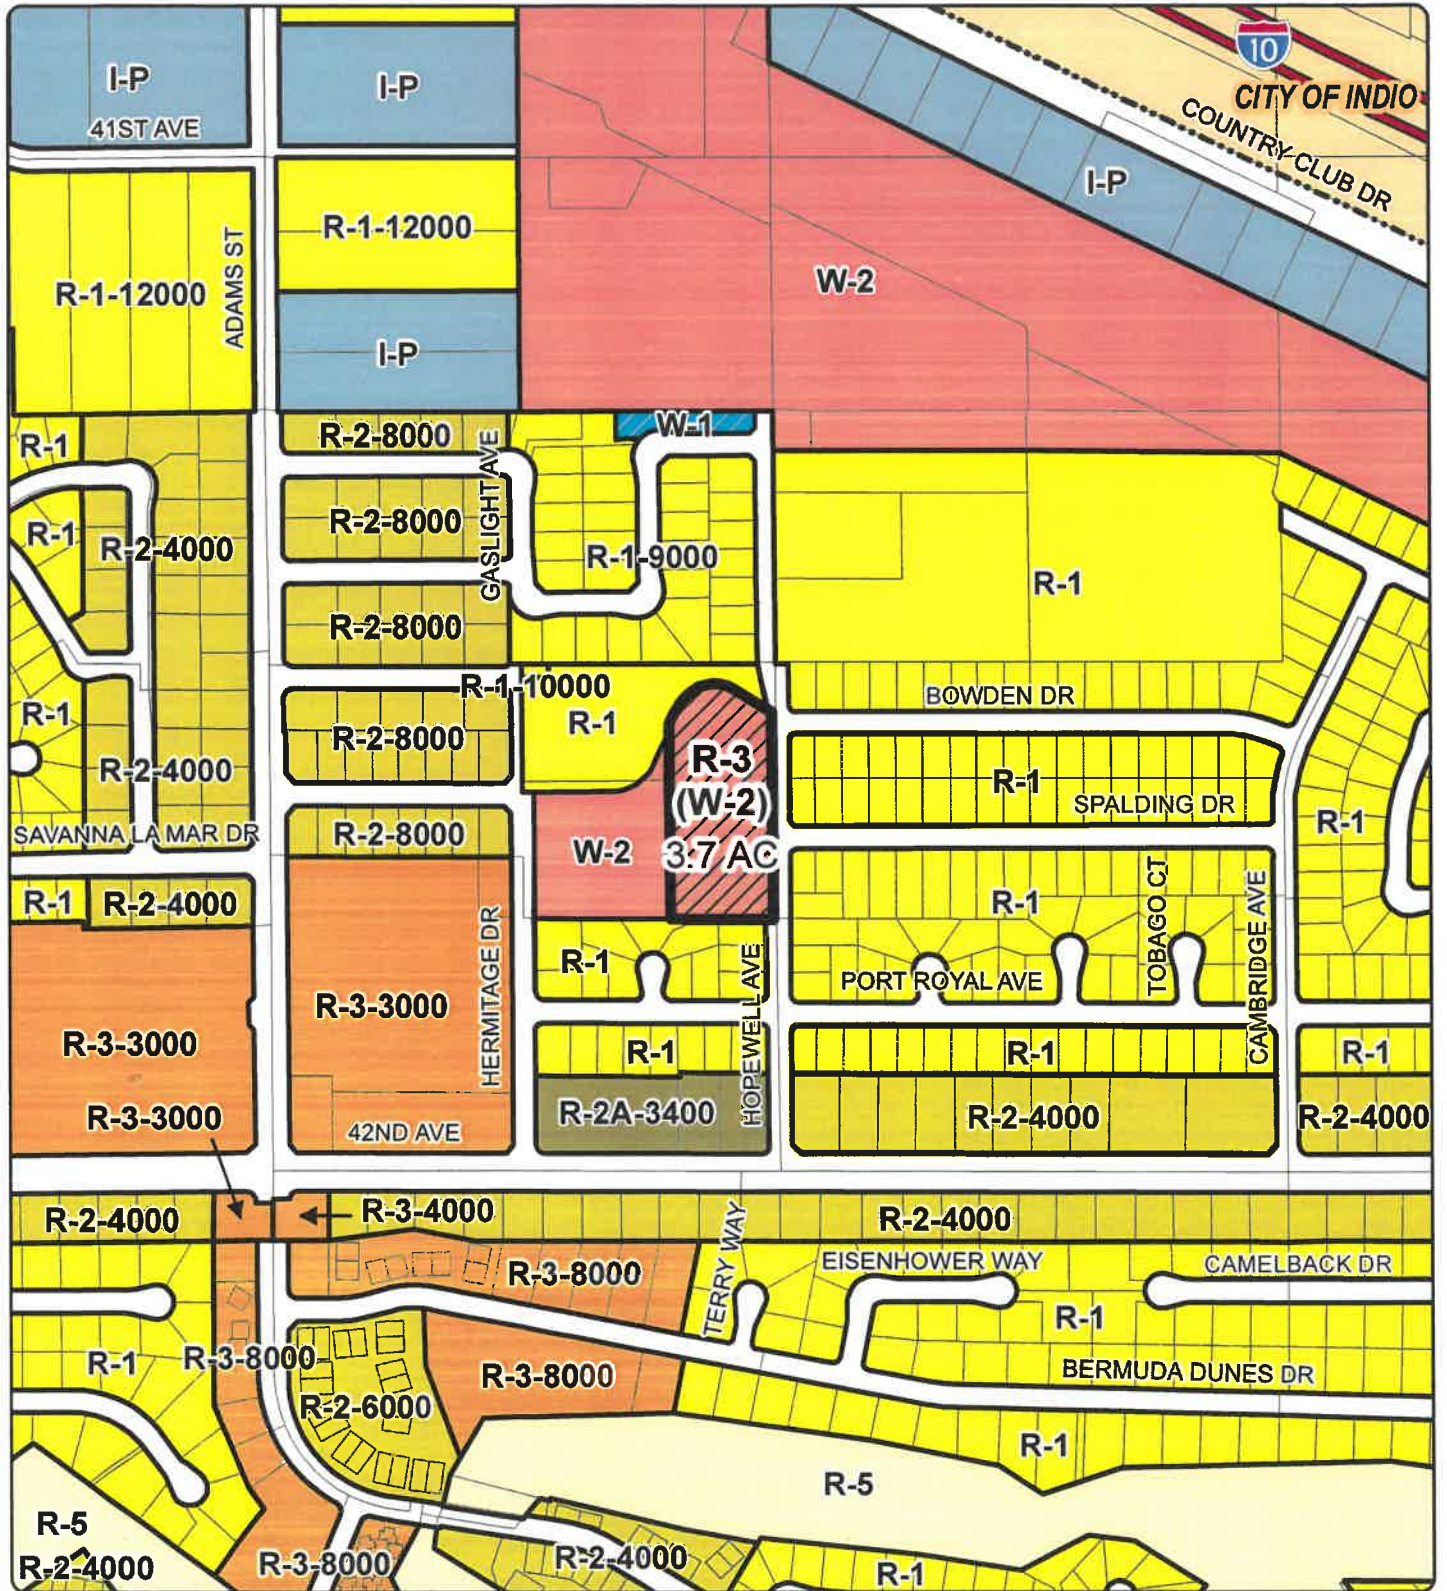 I-P
I-P
10
CITY OF INDIO
41ST AVE
COUNTRY CLUB DR
I-P
R-1-12000
ADAMS ST
R-1-12000
W-2
I-P
W-1
R-2-8000
R-1
GASLIGHT AVE
R-2-8000
R-1
R-2-4000
R-1-9000
R-1
R-2-8000
R-1-10000
BOWDEN DR
R-1
R-1
R-2-8000
R-3
(W-2)
3.7 AC
R-2-4000
R-1
SPALDING DR
R-1
SAVANNA LA MAR DR
R-2-8000
W-2
R-1
R-2-4000
R-1
TOBAGO CT
CAMBRIDGE AVE
HERMITAGE DR
R-1
HOPEWELL AVE
PORT ROYAL AVE
R-3-3000
R-3-3000
R-1
R-1
R-1
R-3-3000
42ND AVE
R-2A-3400
R-2-4000
R-2-4000
R-2-4000
R-3-4000
R-2-4000
TERRY WAY
EISENHOWER WAY
CAMELBACK DR
R-3-8000
R-1
R-1
R-3-8000
R-3-8000
BERMUDA DUNES DR
R-2-6000
R-1
R-5
R-5
R-2-4000
R-3-8000
R-2-4000
R-1